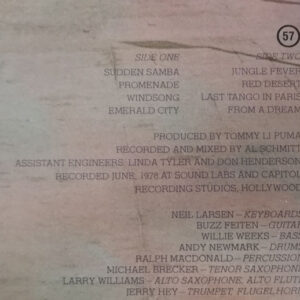 57
SIDE ONE SIDE TWO
SUDDEN SAMBA JUNGLE FEVER
PROMENADE RED DESERT
WINDSONG LAST TANGO IN PARIS
EMERALD CITY FROM A DREAM
PRODUCED BY TOMMY LI PUMA
RECORDED AND MIXED BY AL SCHMITT
ASSISTANT ENGINEERS: LINDA TYLER AND DON HENDERSON
RECORDED JUNE, 1978 AT SOUND LABS AND CAPITOL
RECORDING STUDIOS, HOLLYWOOD
NEIL LARSEN – KEYBOARDS
BUZZ FEITEN – GUITAR
WILLIE WEEKS – BASS
ANDY NEWMARK – DRUMS
RALPH MACDONALD – PERCUSSION
MICHAEL BRECKER – TENOR SAXOPHONE
LARRY WILLIAMS – ALTO SAXOPHONE, ALTO FLUTE
JERRY HEY – TRUMPET, FLUGELHORN